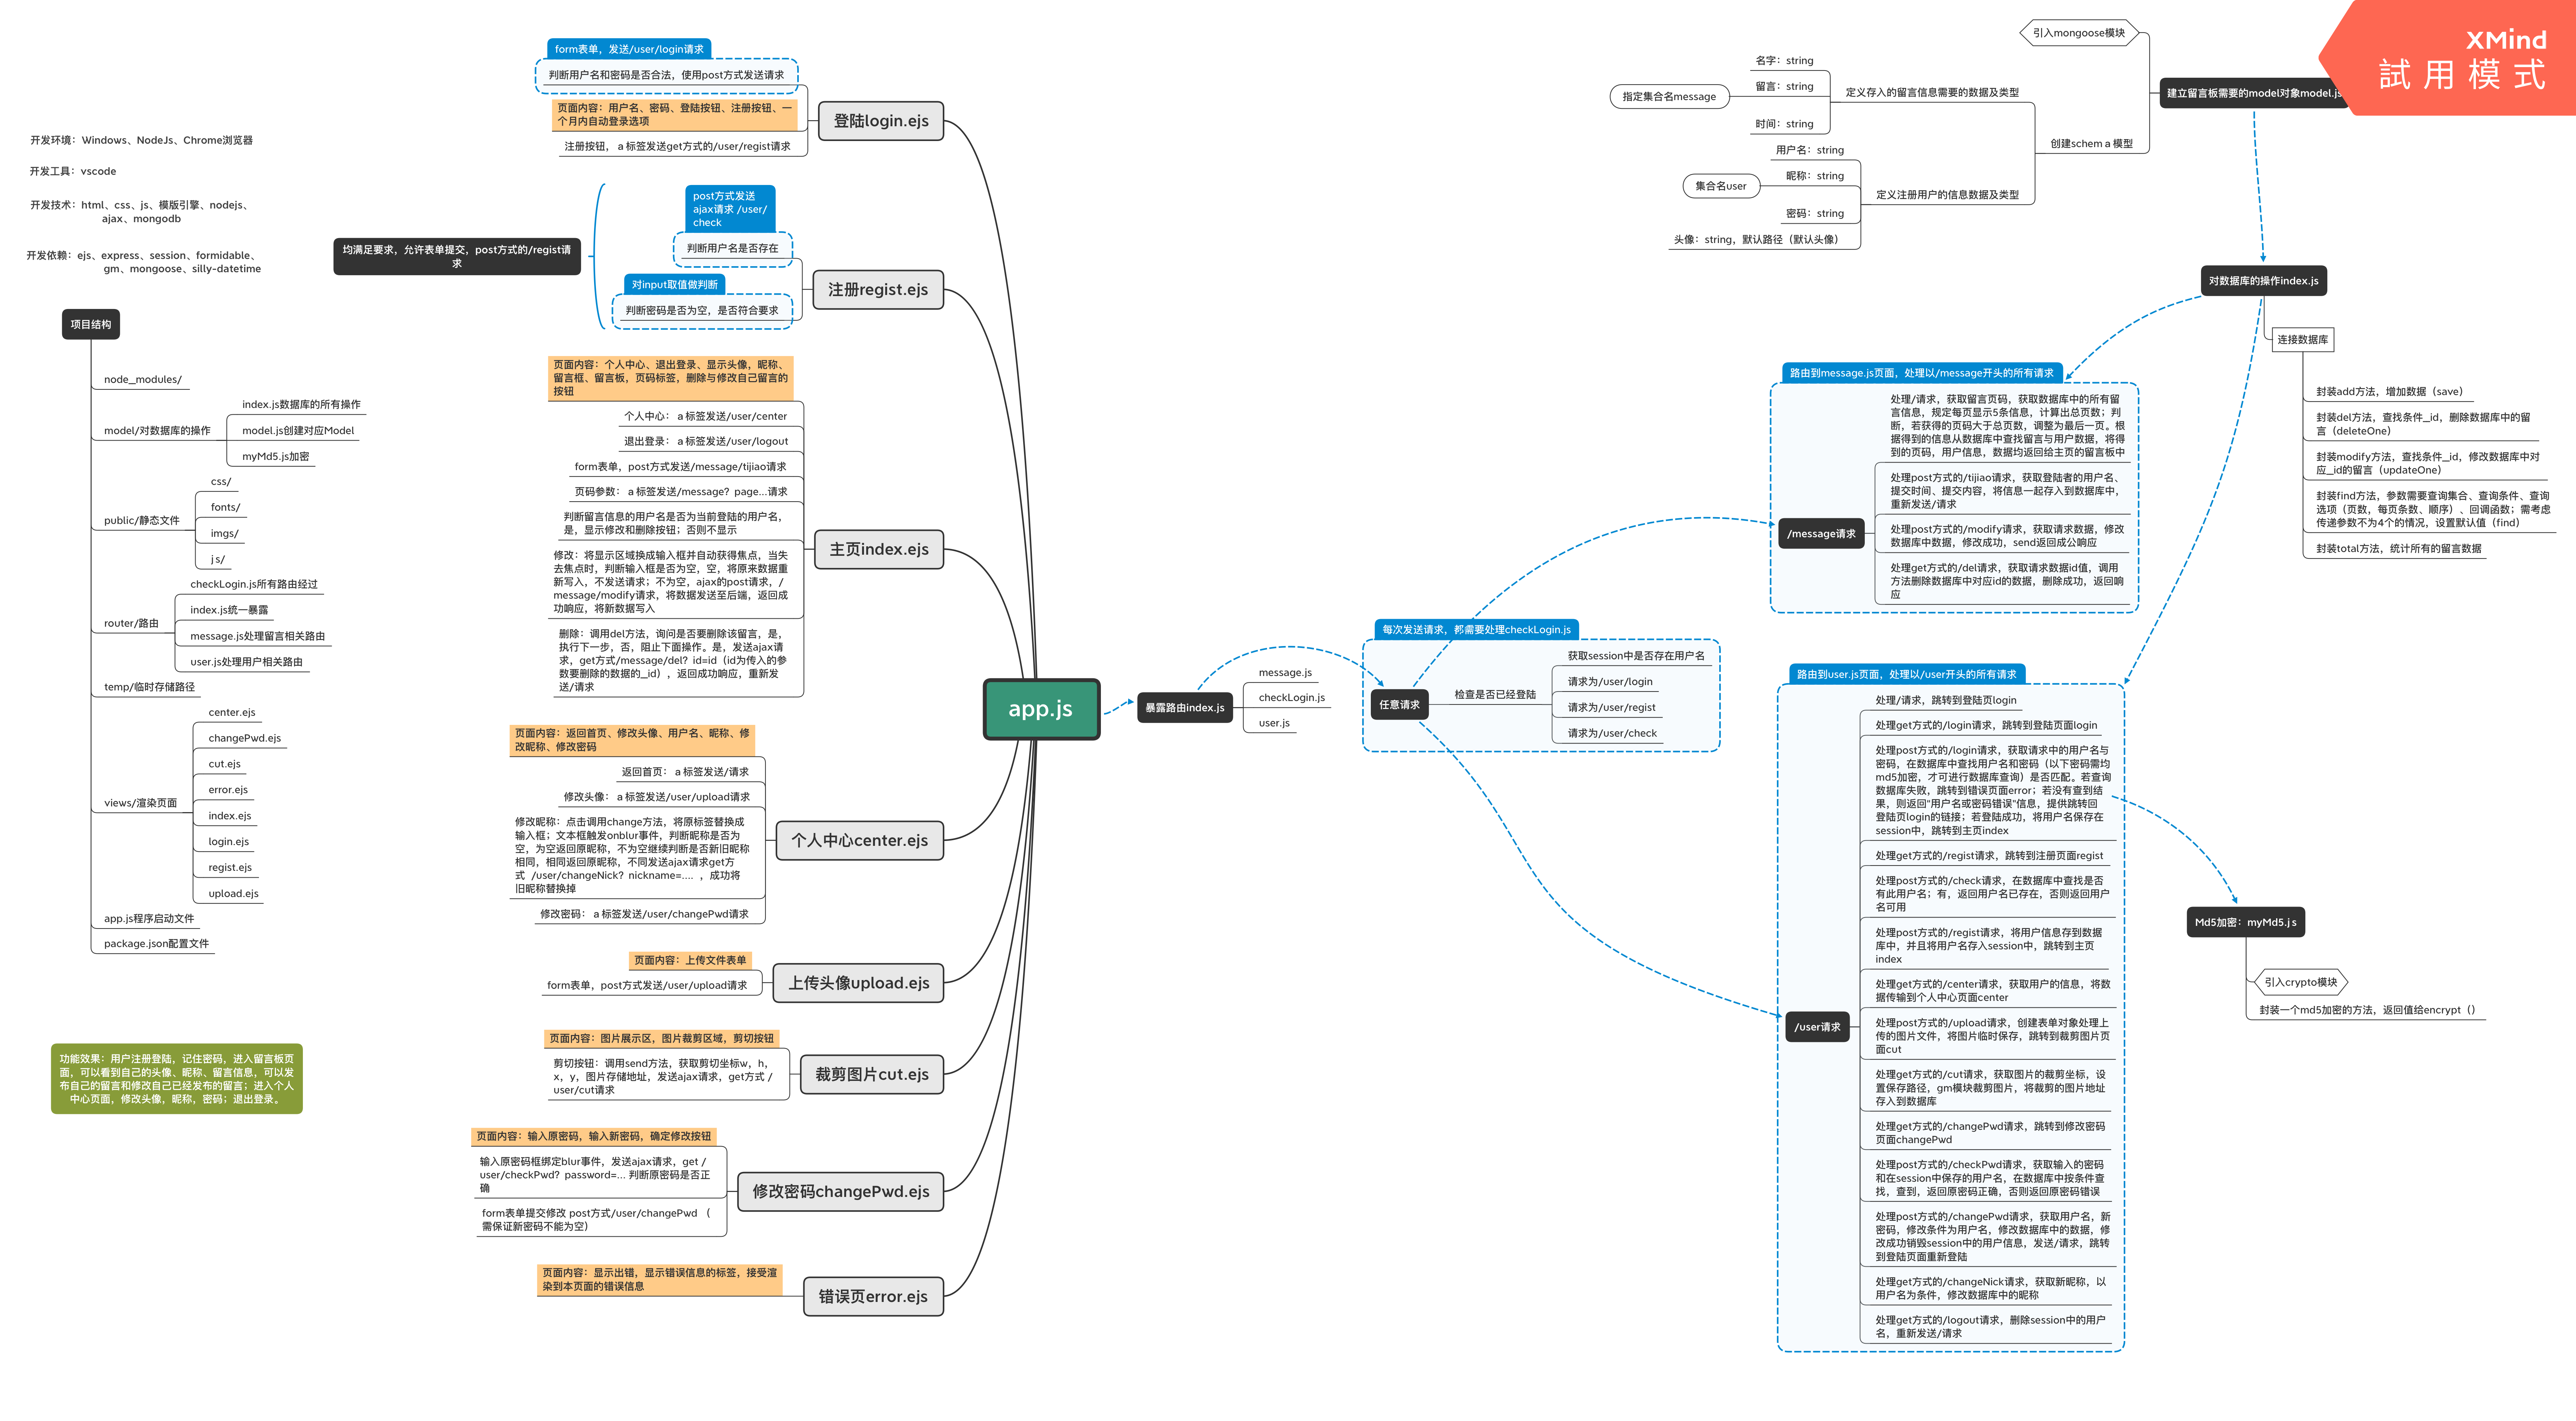 XMind
試用模式
开发环境：Windows、NodeJs、Chrome浏览器
开发工具：vscode
开发技术：html、css、js、模版引擎、nodejs、
ajax、mongodb
开发依赖：ejs、express、session、formidable、
gm、mongoose、silly-datetime
项目结构
node_modules/
model/对数据库的操作
index.js数据库的所有操作
model.js创建对应Model
myMd5.js加密
public/静态文件
css/
fonts/
imgs/
js/
router/路由
checkLogin.js所有路由经过
index.js统一暴露
message.js处理留言相关路由
user.js处理用户相关路由
temp/临时存储路径
views/渲染页面
center.ejs
changePwd.ejs
cut.ejs
error.ejs
index.ejs
login.ejs
regist.ejs
upload.ejs
app.js程序启动文件
package.json配置文件
功能效果：用户注册登陆，记住密码，进入留言板页
面，可以看到自己的头像、昵称、留言信息，可以发
布自己的留言和修改自己已经发布的留言；进入个人
中心页面，修改头像，昵称，密码；退出登录。
app.js
登陆login.ejs
form表单，发送/user/login请求
判断用户名和密码是否合法，使用post方式发送请求
页面内容：用户名、密码、登陆按钮、注册按钮、一
个月内自动登录选项
注册按钮， a 标签发送get方式的/user/regist请求
注册regist.ejs
post方式发送
ajax请求 /user/
check
判断用户名是否存在
对input取值做判断
判断密码是否为空，是否符合要求
均满足要求，允许表单提交，post方式的/regist请
求
主页index.ejs
页面内容：个人中心、退出登录、显示头像，昵称、
留言框、留言板，页码标签，删除与修改自己留言的
按钮
个人中心： a 标签发送/user/center
退出登录： a 标签发送/user/logout
form表单，post方式发送/message/tijiao请求
页码参数： a 标签发送/message？page...请求
判断留言信息的用户名是否为当前登陆的用户名，
是，显示修改和删除按钮；否则不显示
修改：将显示区域换成输入框并自动获得焦点，当失
去焦点时，判断输入框是否为空，空，将原来数据重
新写入，不发送请求；不为空，ajax的post请求，/
message/modify请求，将数据发送至后端，返回成
功响应，将新数据写入
删除：调用del方法，询问是否要删除该留言，是，
执行下一步，否，阻止下面操作。是，发送ajax请
求，get方式/message/del？id=id（id为传入的参
数要删除的数据的_id），返回成功响应，重新发
送/请求
个人中心center.ejs
页面内容：返回首页、修改头像、用户名、昵称、修
改昵称、修改密码
返回首页： a 标签发送/请求
修改头像： a 标签发送/user/upload请求
修改昵称：点击调用change方法，将原标签替换成
输入框；文本框触发onblur事件，判断昵称是否为
空，为空返回原昵称，不为空继续判断是否新旧昵称
相同，相同返回原昵称，不同发送ajax请求get方
式 /user/changeNick？nickname=.... ，成功将
旧昵称替换掉
修改密码： a 标签发送/user/changePwd请求
上传头像upload.ejs
页面内容：上传文件表单
form表单，post方式发送/user/upload请求
裁剪图片cut.ejs
页面内容：图片展示区，图片裁剪区域，剪切按钮
剪切按钮：调用send方法，获取剪切坐标w，h，
x，y，图片存储地址，发送ajax请求，get方式 /
user/cut请求
修改密码changePwd.ejs
页面内容：输入原密码，输入新密码，确定修改按钮
输入原密码框绑定blur事件，发送ajax请求，get /
user/checkPwd？password=... 判断原密码是否正
确
form表单提交修改 post方式/user/changePwd （
需保证新密码不能为空）
错误页error.ejs
页面内容：显示出错，显示错误信息的标签，接受渲
染到本页面的错误信息
暴露路由index.js
message.js
checkLogin.js
user.js
每次发送请求，都需要处理checkLogin.js
任意请求
检查是否已经登陆
获取session中是否存在用户名
请求为/user/login
请求为/user/regist
请求为/user/check
建立留言板需要的model对象model.js
引入mongoose模块
创建schem a 模型
定义存入的留言信息需要的数据及类型
名字：string
留言：string
时间：string
指定集合名message
定义注册用户的信息数据及类型
用户名：string
昵称：string
密码：string
头像：string，默认路径（默认头像）
集合名user
对数据库的操作index.js
连接数据库
封装add方法，增加数据（save）
封装del方法，查找条件_id，删除数据库中的留
言（deleteOne）
封装modify方法，查找条件_id，修改数据库中对
应_id的留言（updateOne）
封装find方法，参数需要查询集合、查询条件、查询
选项（页数，每页条数、顺序）、回调函数；需考虑
传递参数不为4个的情况，设置默认值（find）
封装total方法，统计所有的留言数据
路由到message.js页面，处理以/message开头的所有请求
/message请求
处理/请求，获取留言页码，获取数据库中的所有留
言信息，规定每页显示5条信息，计算出总页数；判
断，若获得的页码大于总页数，调整为最后一页。根
据得到的信息从数据库中查找留言与用户数据，将得
到的页码，用户信息，数据均返回给主页的留言板中
处理post方式的/tijiao请求，获取登陆者的用户名、
提交时间、提交内容，将信息一起存入到数据库中，
重新发送/请求
处理post方式的/modify请求，获取请求数据，修改
数据库中数据，修改成功，send返回成公响应
处理get方式的/del请求，获取请求数据id值，调用
方法删除数据库中对应id的数据，删除成功，返回响
应
路由到user.js页面，处理以/user开头的所有请求
/user请求
处理/请求，跳转到登陆页login
处理get方式的/login请求，跳转到登陆页面login
处理post方式的/login请求，获取请求中的用户名与
密码，在数据库中查找用户名和密码（以下密码需均
md5加密，才可进行数据库查询）是否匹配。若查询
数据库失败，跳转到错误页面error；若没有查到结
果，则返回"用户名或密码错误"信息，提供跳转回
登陆页login的链接；若登陆成功，将用户名保存在
session中，跳转到主页index
处理get方式的/regist请求，跳转到注册页面regist
处理post方式的/check请求，在数据库中查找是否
有此用户名；有，返回用户名已存在，否则返回用户
名可用
处理post方式的/regist请求，将用户信息存到数据
库中，并且将用户名存入session中，跳转到主页
index
处理get方式的/center请求，获取用户的信息，将数
据传输到个人中心页面center
处理post方式的/upload请求，创建表单对象处理上
传的图片文件，将图片临时保存，跳转到裁剪图片页
面cut
处理get方式的/cut请求，获取图片的裁剪坐标，设
置保存路径，gm模块裁剪图片，将裁剪的图片地址
存入到数据库
处理get方式的/changePwd请求，跳转到修改密码
页面changePwd
处理post方式的/checkPwd请求，获取输入的密码
和在session中保存的用户名，在数据库中按条件查
找，查到，返回原密码正确，否则返回原密码错误
处理post方式的/changePwd请求，获取用户名，新
密码，修改条件为用户名，修改数据库中的数据，修
改成功销毁session中的用户信息，发送/请求，跳转
到登陆页面重新登陆
处理get方式的/changeNick请求，获取新昵称，以
用户名为条件，修改数据库中的昵称
处理get方式的/logout请求，删除session中的用户
名，重新发送/请求
Md5加密：myMd5.js
引入crypto模块
封装一个md5加密的方法，返回值给encrypt（）